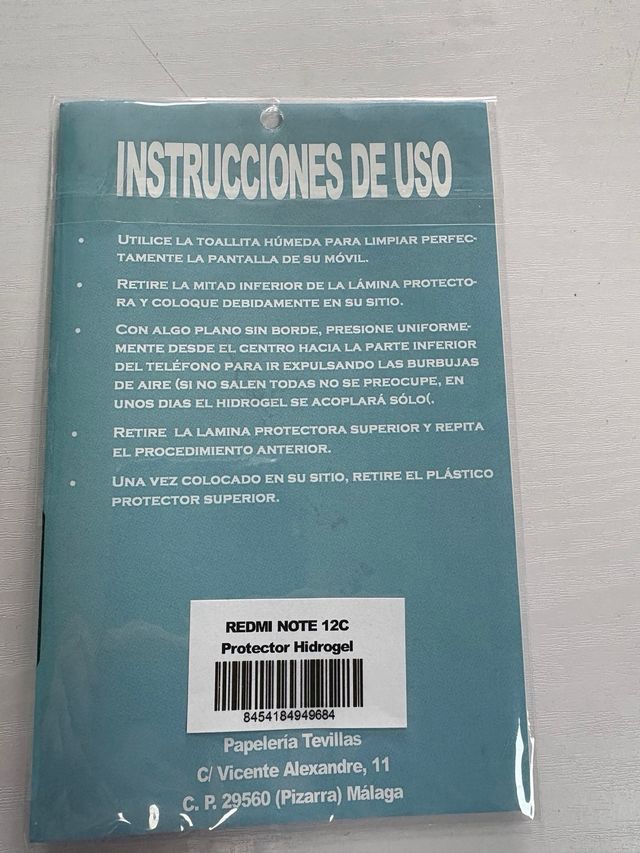 INSTRUCCIONES DE USO
• UTILICE LA TOALLITA HÚMEDA PARA LIMPIAR PERFEC-
TAMENTE LA PANTALLA DE SU MÓVIL.
• RETIRE LA MITAD INFERIOR DE LA LÁMINA PROTECTO-
RA Y COLOQUE DEBIDAMENTE EN SU SITIO.
• CON ALGO PLANO SIN BORDE, PRESIONE UNIFORME-
MENTE DESDE EL CENTRO HACIA LA PARTE INFERIOR
DEL TELÉFONO PARA IR EXPULSANDO LAS BURBUJAS
DE AIRE (SI NO SALEN TODAS NO SE PREOCUPE, EN
UNOS DIAS EL HIDROGEL SE ACOPLARÁ SÓLO(.
• RETIRE LA LAMINA PROTECTORA SUPERIOR Y REPITA
EL PROCEDIMIENTO ANTERIOR.
• UNA VEZ COLOCADO EN SU SITIO, RETIRE EL PLÁSTICO
PROTECTOR SUPERIOR.
REDMI NOTE 12C
Protector Hidrogel
8454184949684
Papelería Tevillas
C/ Vicente Alexandre, 11
C. P. 29560 (Pizarra) Málaga